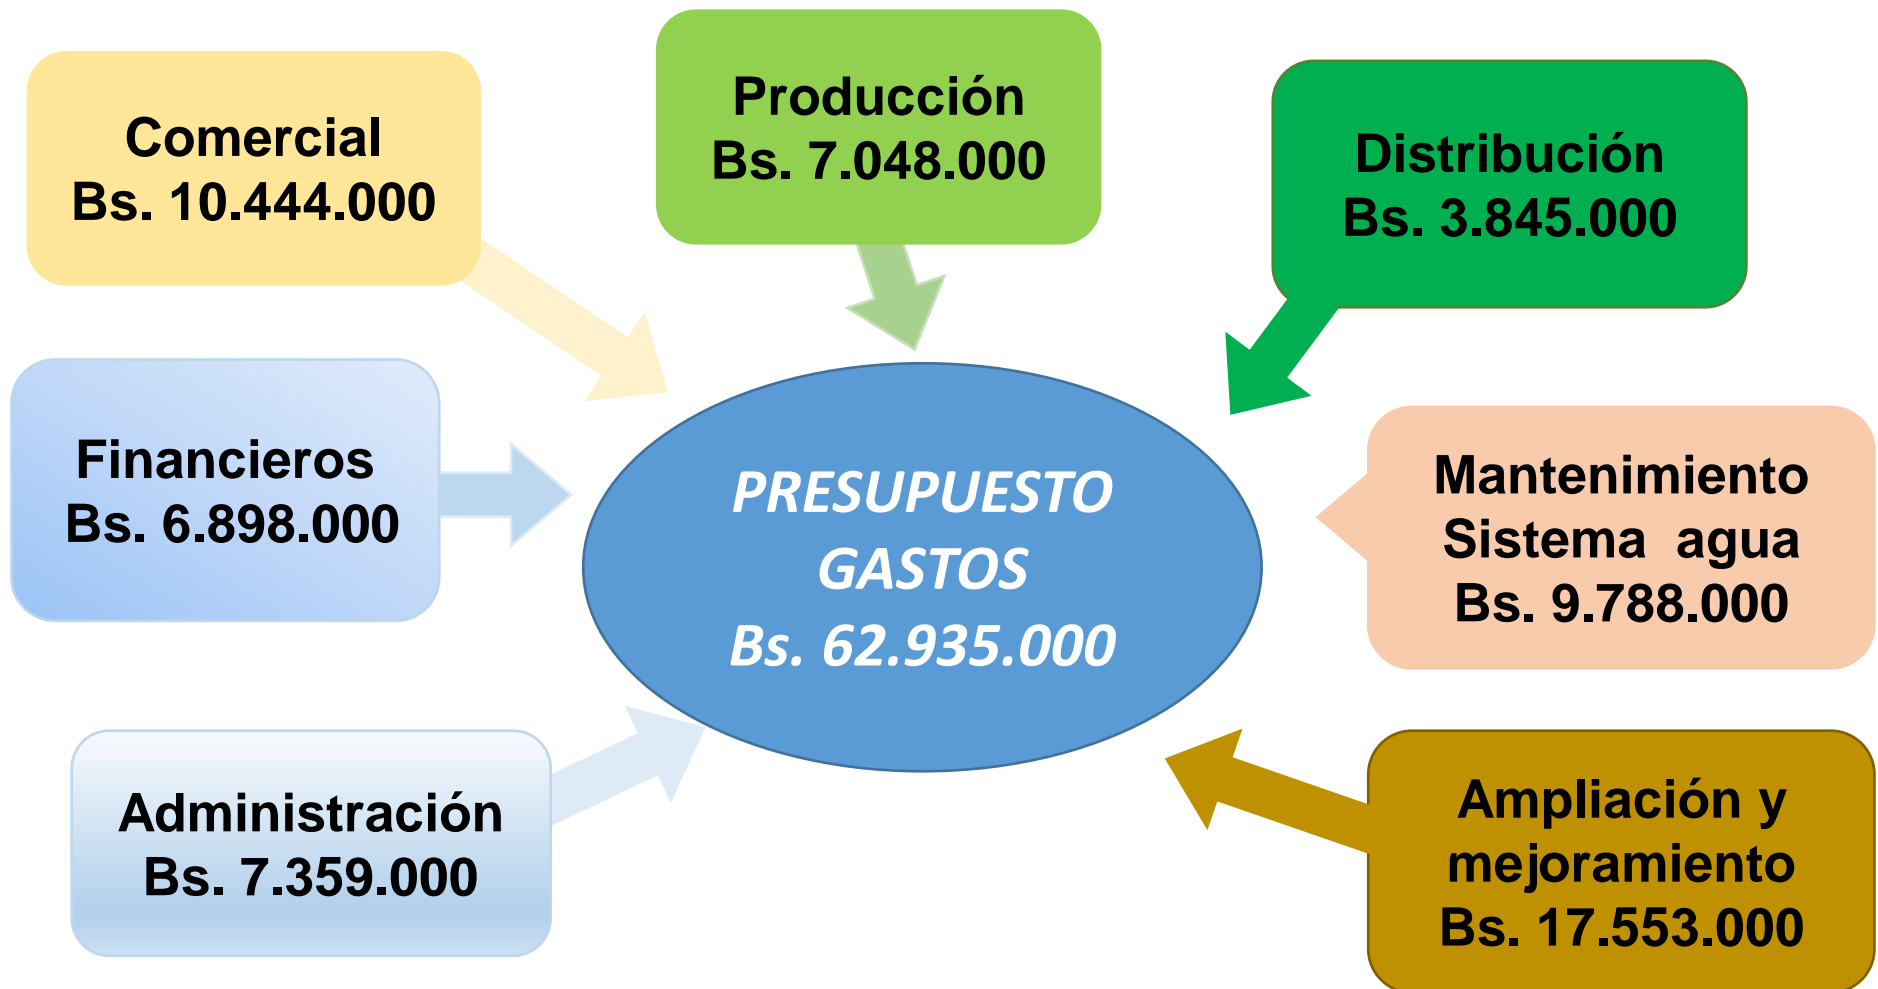 Comercial
Bs. 10.444.000
Producción
Bs. 7.048.000
Distribución
Bs. 3.845.000
Financieros
Bs. 6.898.000
PRESUPUESTO
GASTOS
Bs. 62.935.000
Mantenimiento
Sistema  agua
Bs. 9.788.000
Administración
Bs. 7.359.000
Ampliación y
mejoramiento
Bs. 17.553.000